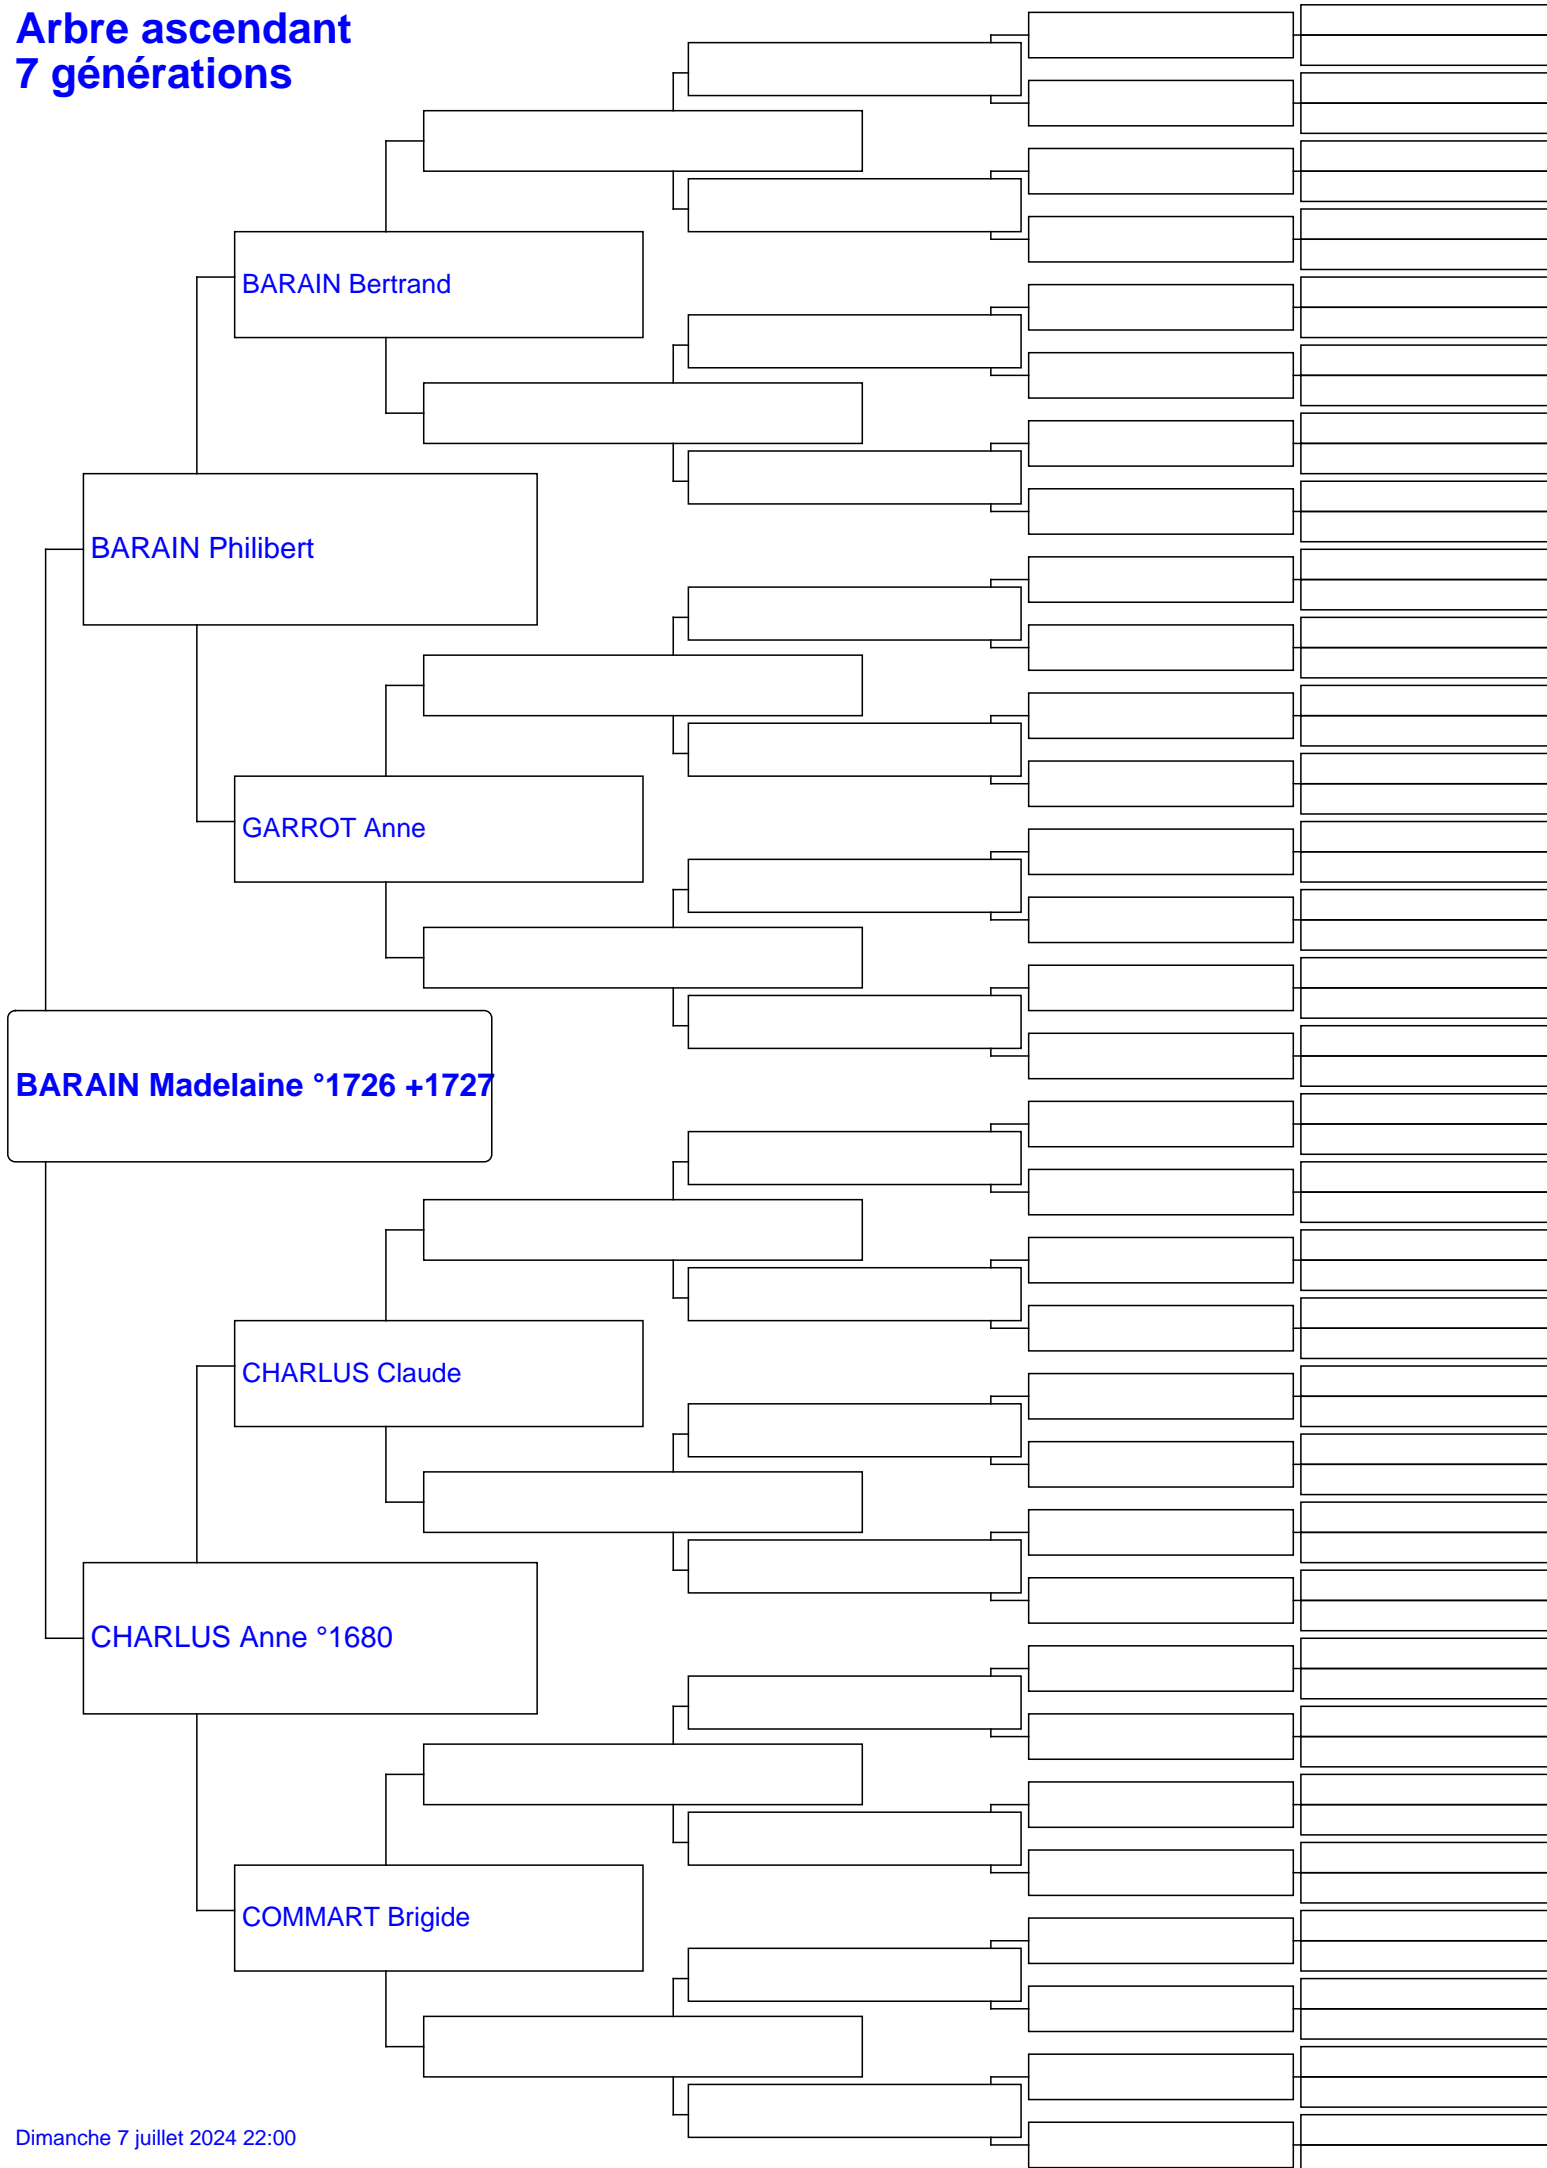 Arbre ascendant
7 générations
BARAIN Bertrand
BARAIN Philibert
GARROT Anne
BARAIN Madelaine °1726 +1727
CHARLUS Claude
CHARLUS Anne °1680
COMMART Brigide
Dimanche 7 juillet 2024 22:00